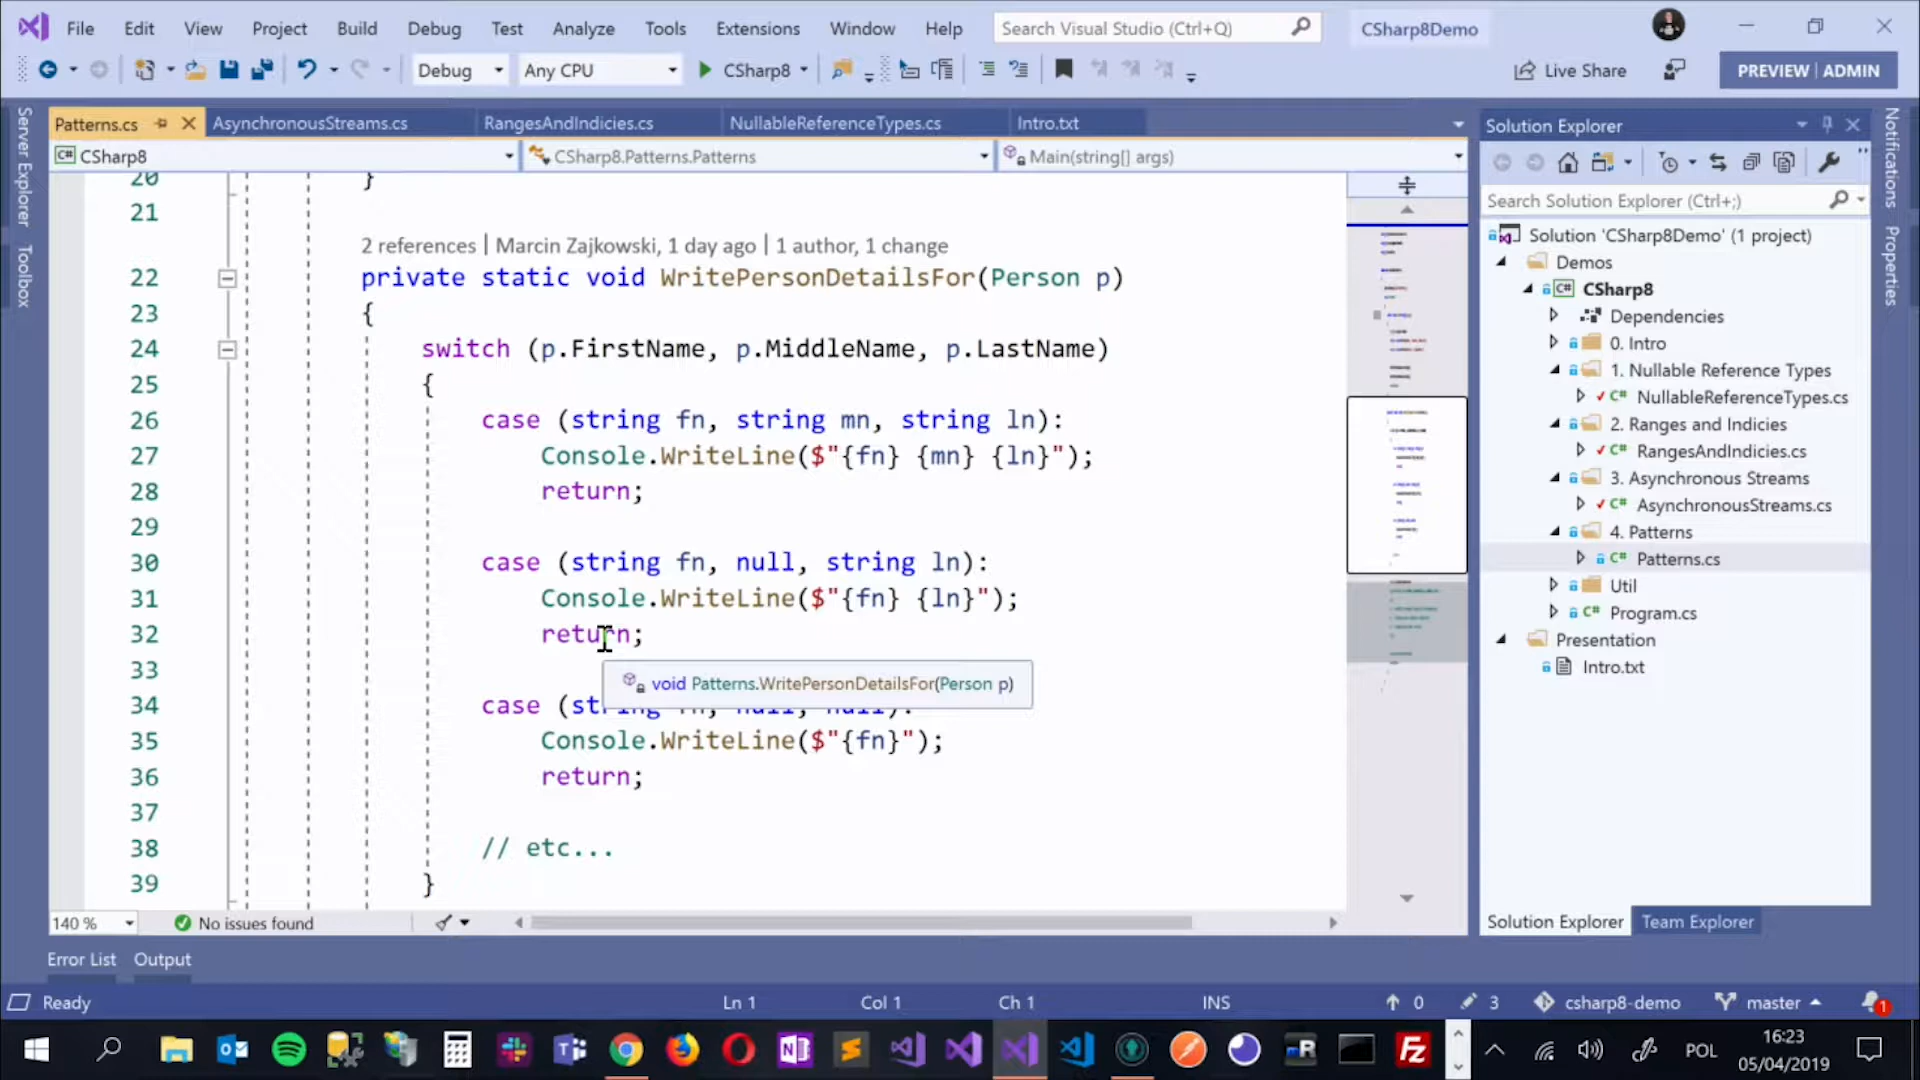 File Edit View Project Build Debug Test Analyze Tools Extensions Window Help Search Visual Studio (Ctrl+Q) CSharp8Demo
Debug Any CPU CSharp8 Live Share PREVIEW | ADMIN
Server Explorer
Toolbox
Patterns.cs AsynchronousStreams.cs RangesAndIndicies.cs NullableReferenceTypes.cs Intro.txt
CSharp8 CSharp8.Patterns.Patterns Main(string[] args)
20 }
21
2 references | Marcin Zajkowski, 1 day ago | 1 author, 1 change
22 private static void WritePersonDetailsFor(Person p)
23 {
24 switch (p.FirstName, p.MiddleName, p.LastName)
25 {
26 case (string fn, string mn, string ln):
27 Console.WriteLine($"{fn} {mn} {ln}");
28 return;
29
30 case (string fn, null, string ln):
31 Console.WriteLine($"{fn} {ln}");
32 return;
33
void Patterns.WritePersonDetailsFor(Person p)
34 case (string fn, null, null):
35 Console.WriteLine($"{fn}");
36 return;
37
38 // etc...
39 }
140 % No issues found
Solution Explorer
Search Solution Explorer (Ctrl+;)
Solution 'CSharp8Demo' (1 project)
Demos
CSharp8
Dependencies
0. Intro
1. Nullable Reference Types
NullableReferenceTypes.cs
2. Ranges and Indicies
RangesAndIndicies.cs
3. Asynchronous Streams
AsynchronousStreams.cs
4. Patterns
Patterns.cs
Util
Program.cs
Presentation
Intro.txt
Solution Explorer Team Explorer
Notifications
Properties
Error List Output
Ready Ln 1 Col 1 Ch 1 INS 0 3 csharp8-demo master 1
POL 16:23
05/04/2019